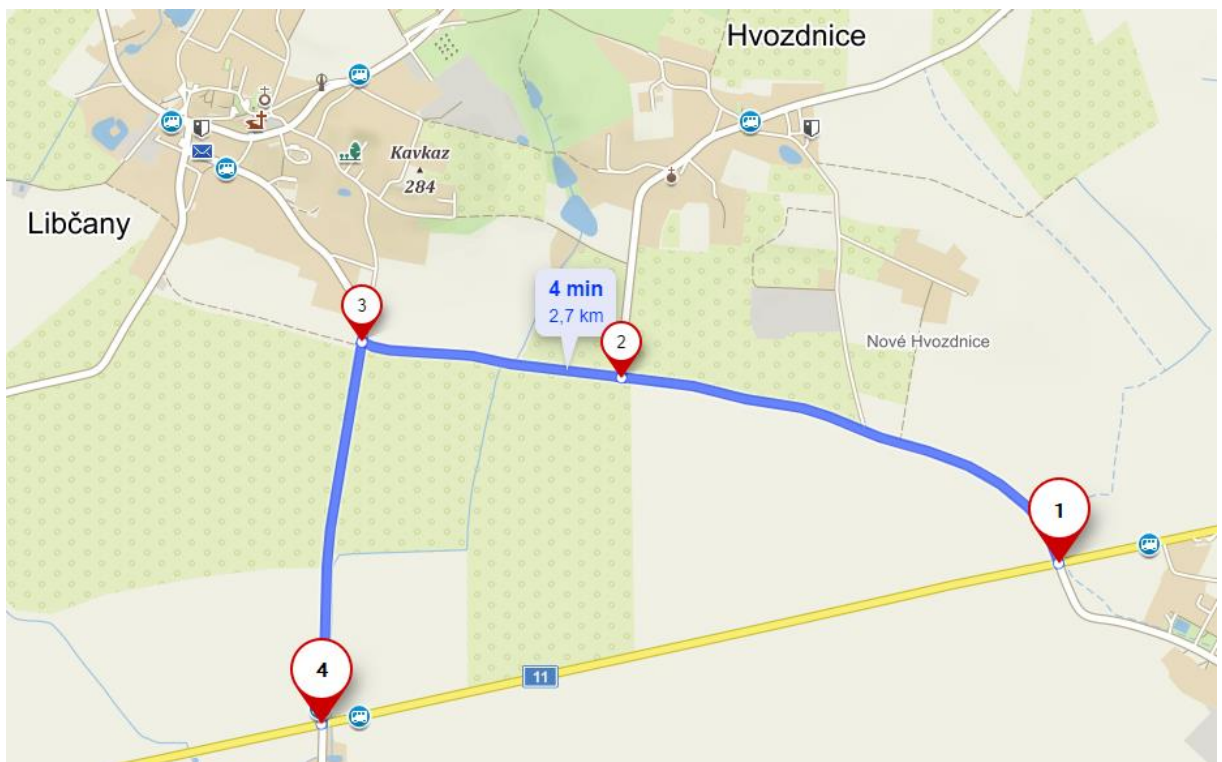 Hvozdnice
Kavkaz
284
Libčany
4 min
2,7 km
3
2
Nové Hvozdnice
1
4
11